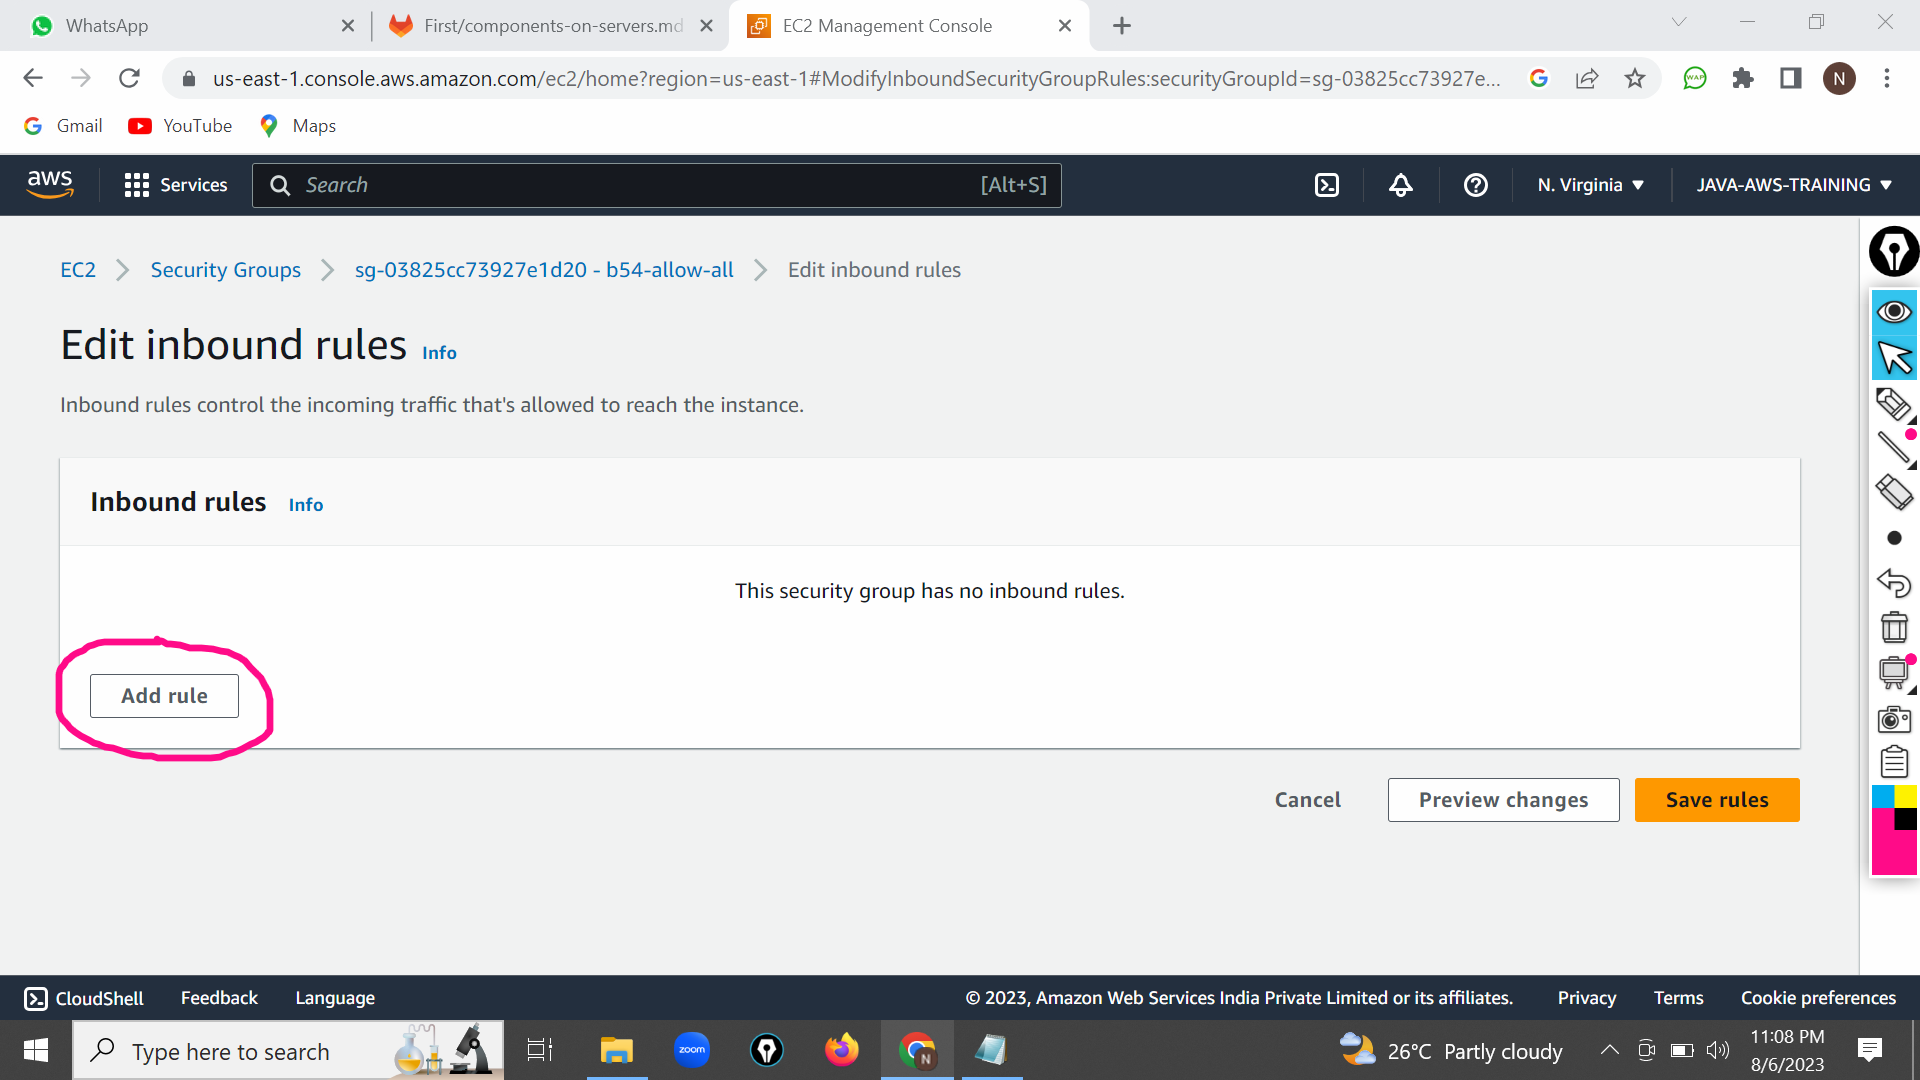 WhatsApp
First/components-on-servers.md
EC2 Management Console
us-east-1.console.aws.amazon.com/ec2/home?region=us-east-1#ModifyInboundSecurityGroupRules:securityGroupId=sg-03825cc73927e...
N
Gmail
YouTube
Maps
aws
Services
Search
[Alt+S]
N. Virginia
JAVA-AWS-TRAINING
EC2 > Security Groups > sg-03825cc73927e1d20 - b54-allow-all > Edit inbound rules
Edit inbound rules Info
Inbound rules control the incoming traffic that's allowed to reach the instance.
Inbound rules Info
This security group has no inbound rules.
Add rule
Cancel
Preview changes
Save rules
CloudShell
Feedback
Language
© 2023, Amazon Web Services India Private Limited or its affiliates.
Privacy
Terms
Cookie preferences
Type here to search
zoom
N
26°C Partly cloudy
11:08 PM
8/6/2023